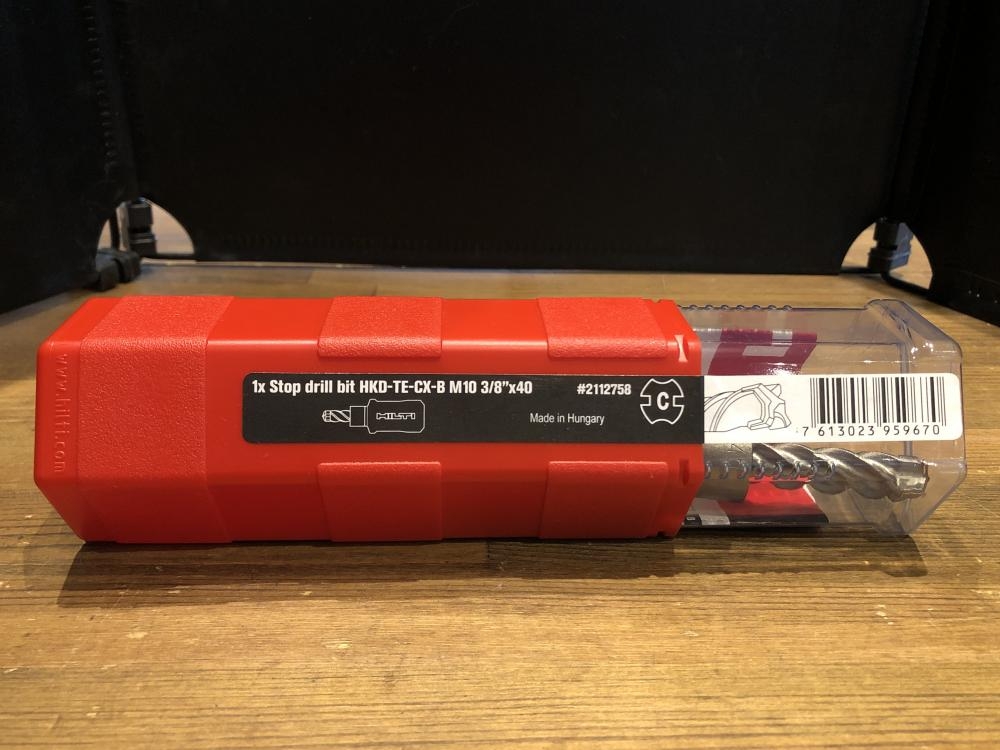 www.hilti.com
1x Stop drill bit HKD-TE-CX-B M10 3/8"x40 #2112758
HILTI
Made in Hungary
C
7 613023 959670